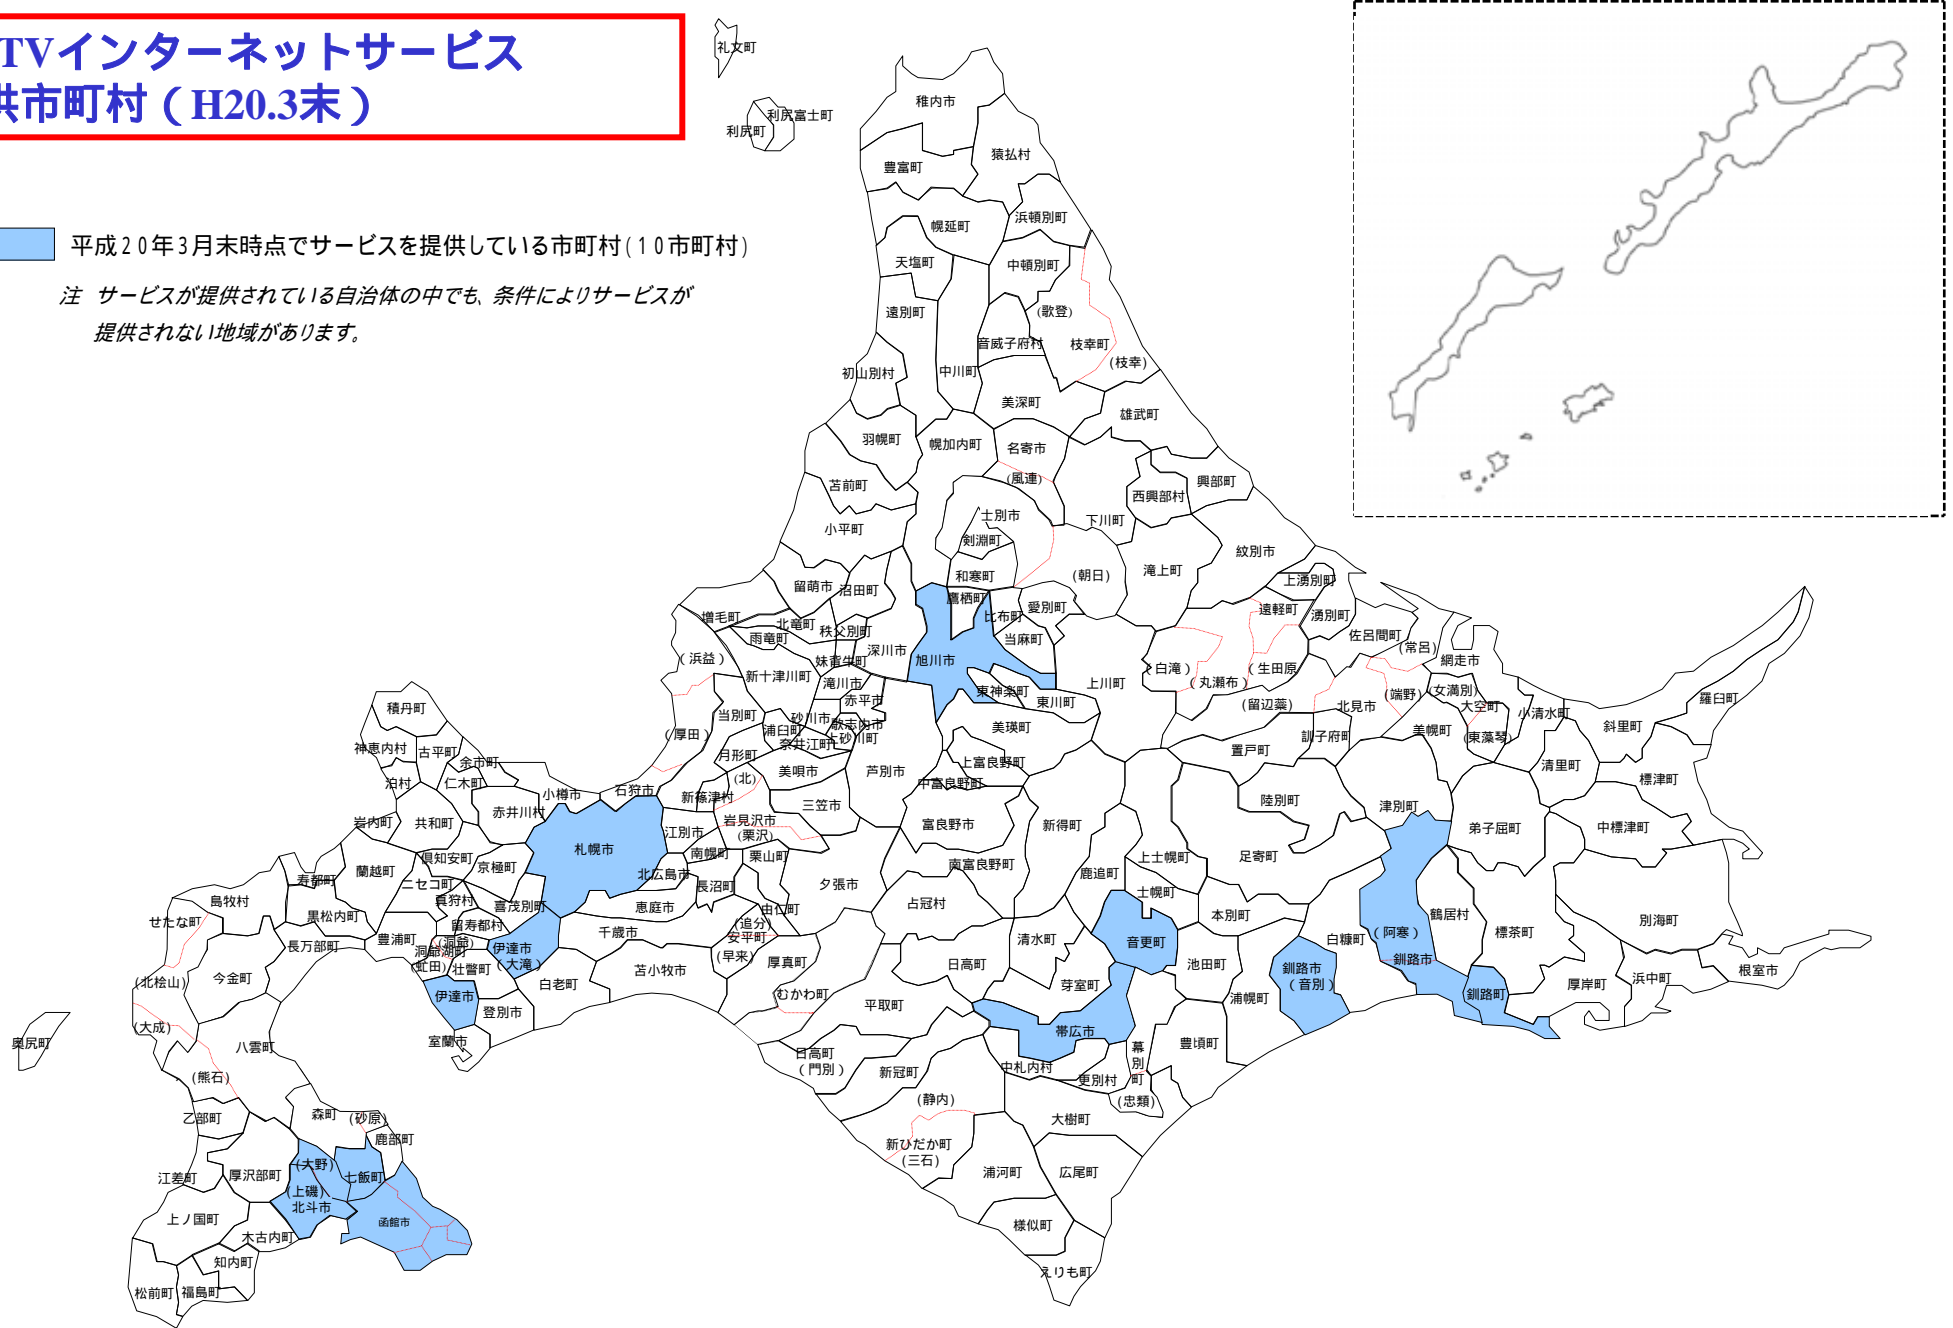 TVインターネットサービス
供市町村（H20.3末）
平成20年3月末時点でサービスを提供している市町村(10市町村)
注 サービスが提供されている自治体の中でも、条件によりサービスが
提供されない地域があります。
礼文町
利尻富士町
利尻町
稚内市
猿払村
豊富町
浜頓別町
幌延町
天塩町
中頓別町
遠別町
(歌登)
音威子府村
枝幸町
(枝幸)
初山別村
中川町
美深町
雄武町
羽幌町
幌加内町
名寄市
(風連)
苫前町
西興部村
興部町
士別市
下川町
小平町
剣淵町
紋別市
和寒町
(朝日)
滝上町
上湧別町
留萌市
沼田町
鷹栖町
比布町
愛別町
遠軽町
湧別町
増毛町
北竜町
秩父別町
雨竜町
当麻町
佐呂間町
(常呂)
深川市
旭川市
妹背牛町
(浜益)
新十津川町
滝川市
赤平市
東神楽町
東川町
上川町
(白滝)
(丸瀬布)
(生田原)
網走市
(端野)
(女満別)
(留辺蘂)
北見市
大空町
小清水町
斜里町
羅臼町
積丹町
当別町
砂川市
歌志内市
浦臼町
奈井江町
上砂川町
美瑛町
訓子府町
美幌町
(東藻琴)
(厚田)
神恵内村
古平町
余市町
月形町
置戸町
清里町
泊村
仁木町
(北)
美唄市
芦別市
上富良野町
中富良野町
標津町
小樽市
石狩市
新篠津村
三笠市
陸別町
津別町
赤井川村
岩内町
共和町
岩見沢市
(栗沢)
江別市
富良野市
新得町
弟子屈町
中標津町
札幌市
南幌町
栗山町
倶知安町
京極町
蘭越町
寿都町
ニセコ町
北広島市
長沼町
夕張市
南富良野町
鹿追町
上士幌町
足寄町
士幌町
島牧村
真狩村
喜茂別町
恵庭市
由仁町
占冠村
本別町
鶴居村
せたな町
黒松内町
留寿都村
(追分)
安平町
別海町
長万部町
豊浦町
(洞爺)
洞爺湖町
(虻田)
壮瞥町
伊達市
(大滝)
千歳市
(早来)
清水町
音更町
白糠町
(阿寒)
標茶町
釧路市
今金町
(北桧山)
白老町
苫小牧市
厚真町
日高町
芽室町
池田町
釧路市
(音別)
釧路町
厚岸町
浜中町
根室市
伊達市
登別市
むかわ町
平取町
浦幌町
(大成)
奥尻町
室蘭市
八雲町
帯広市
幕別町
豊頃町
日高町
(門別)
新冠町
中札内村
更別村
(忠類)
(熊石)
(静内)
大樹町
乙部町
森町
(砂原)
鹿部町
新ひだか町
(三石)
江差町
厚沢部町
(大野)
七飯町
浦河町
広尾町
(上磯)
北斗市
上ノ国町
函館市
様似町
木古内町
知内町
えりも町
松前町
福島町